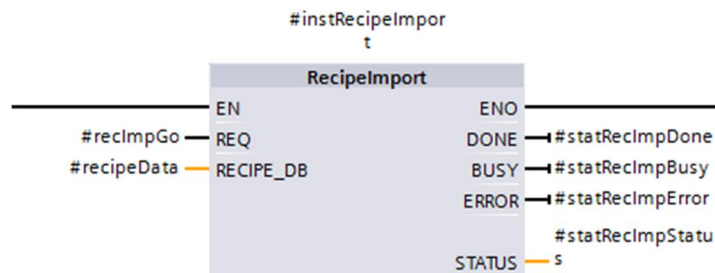 #instRecipeImpor
t
RecipeImport
EN ENO
#recImpGo REQ DONE #statRecImpDone
#recipeData RECIPE_DB BUSY #statRecImpBusy
ERROR #statRecImpError
#statRecImpStatu
STATUS s